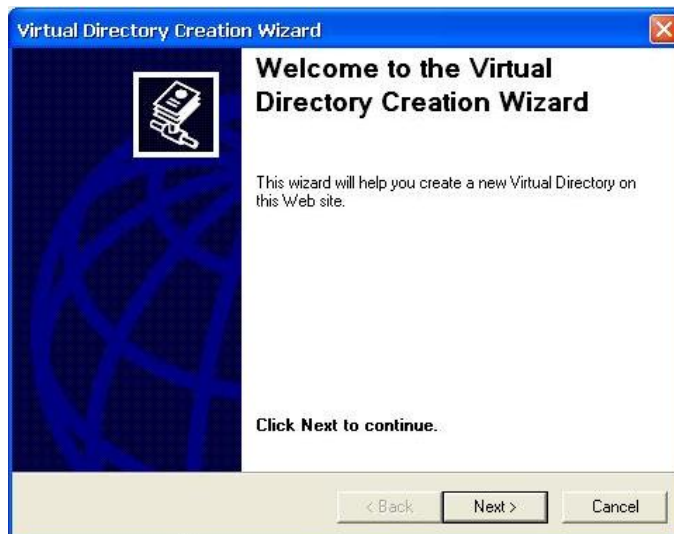 Virtual Directory Creation Wizard
Welcome to the Virtual
Directory Creation Wizard
This wizard will help you create a new Virtual Directory on
this Web site.
Click Next to continue.
< Back
Next >
Cancel